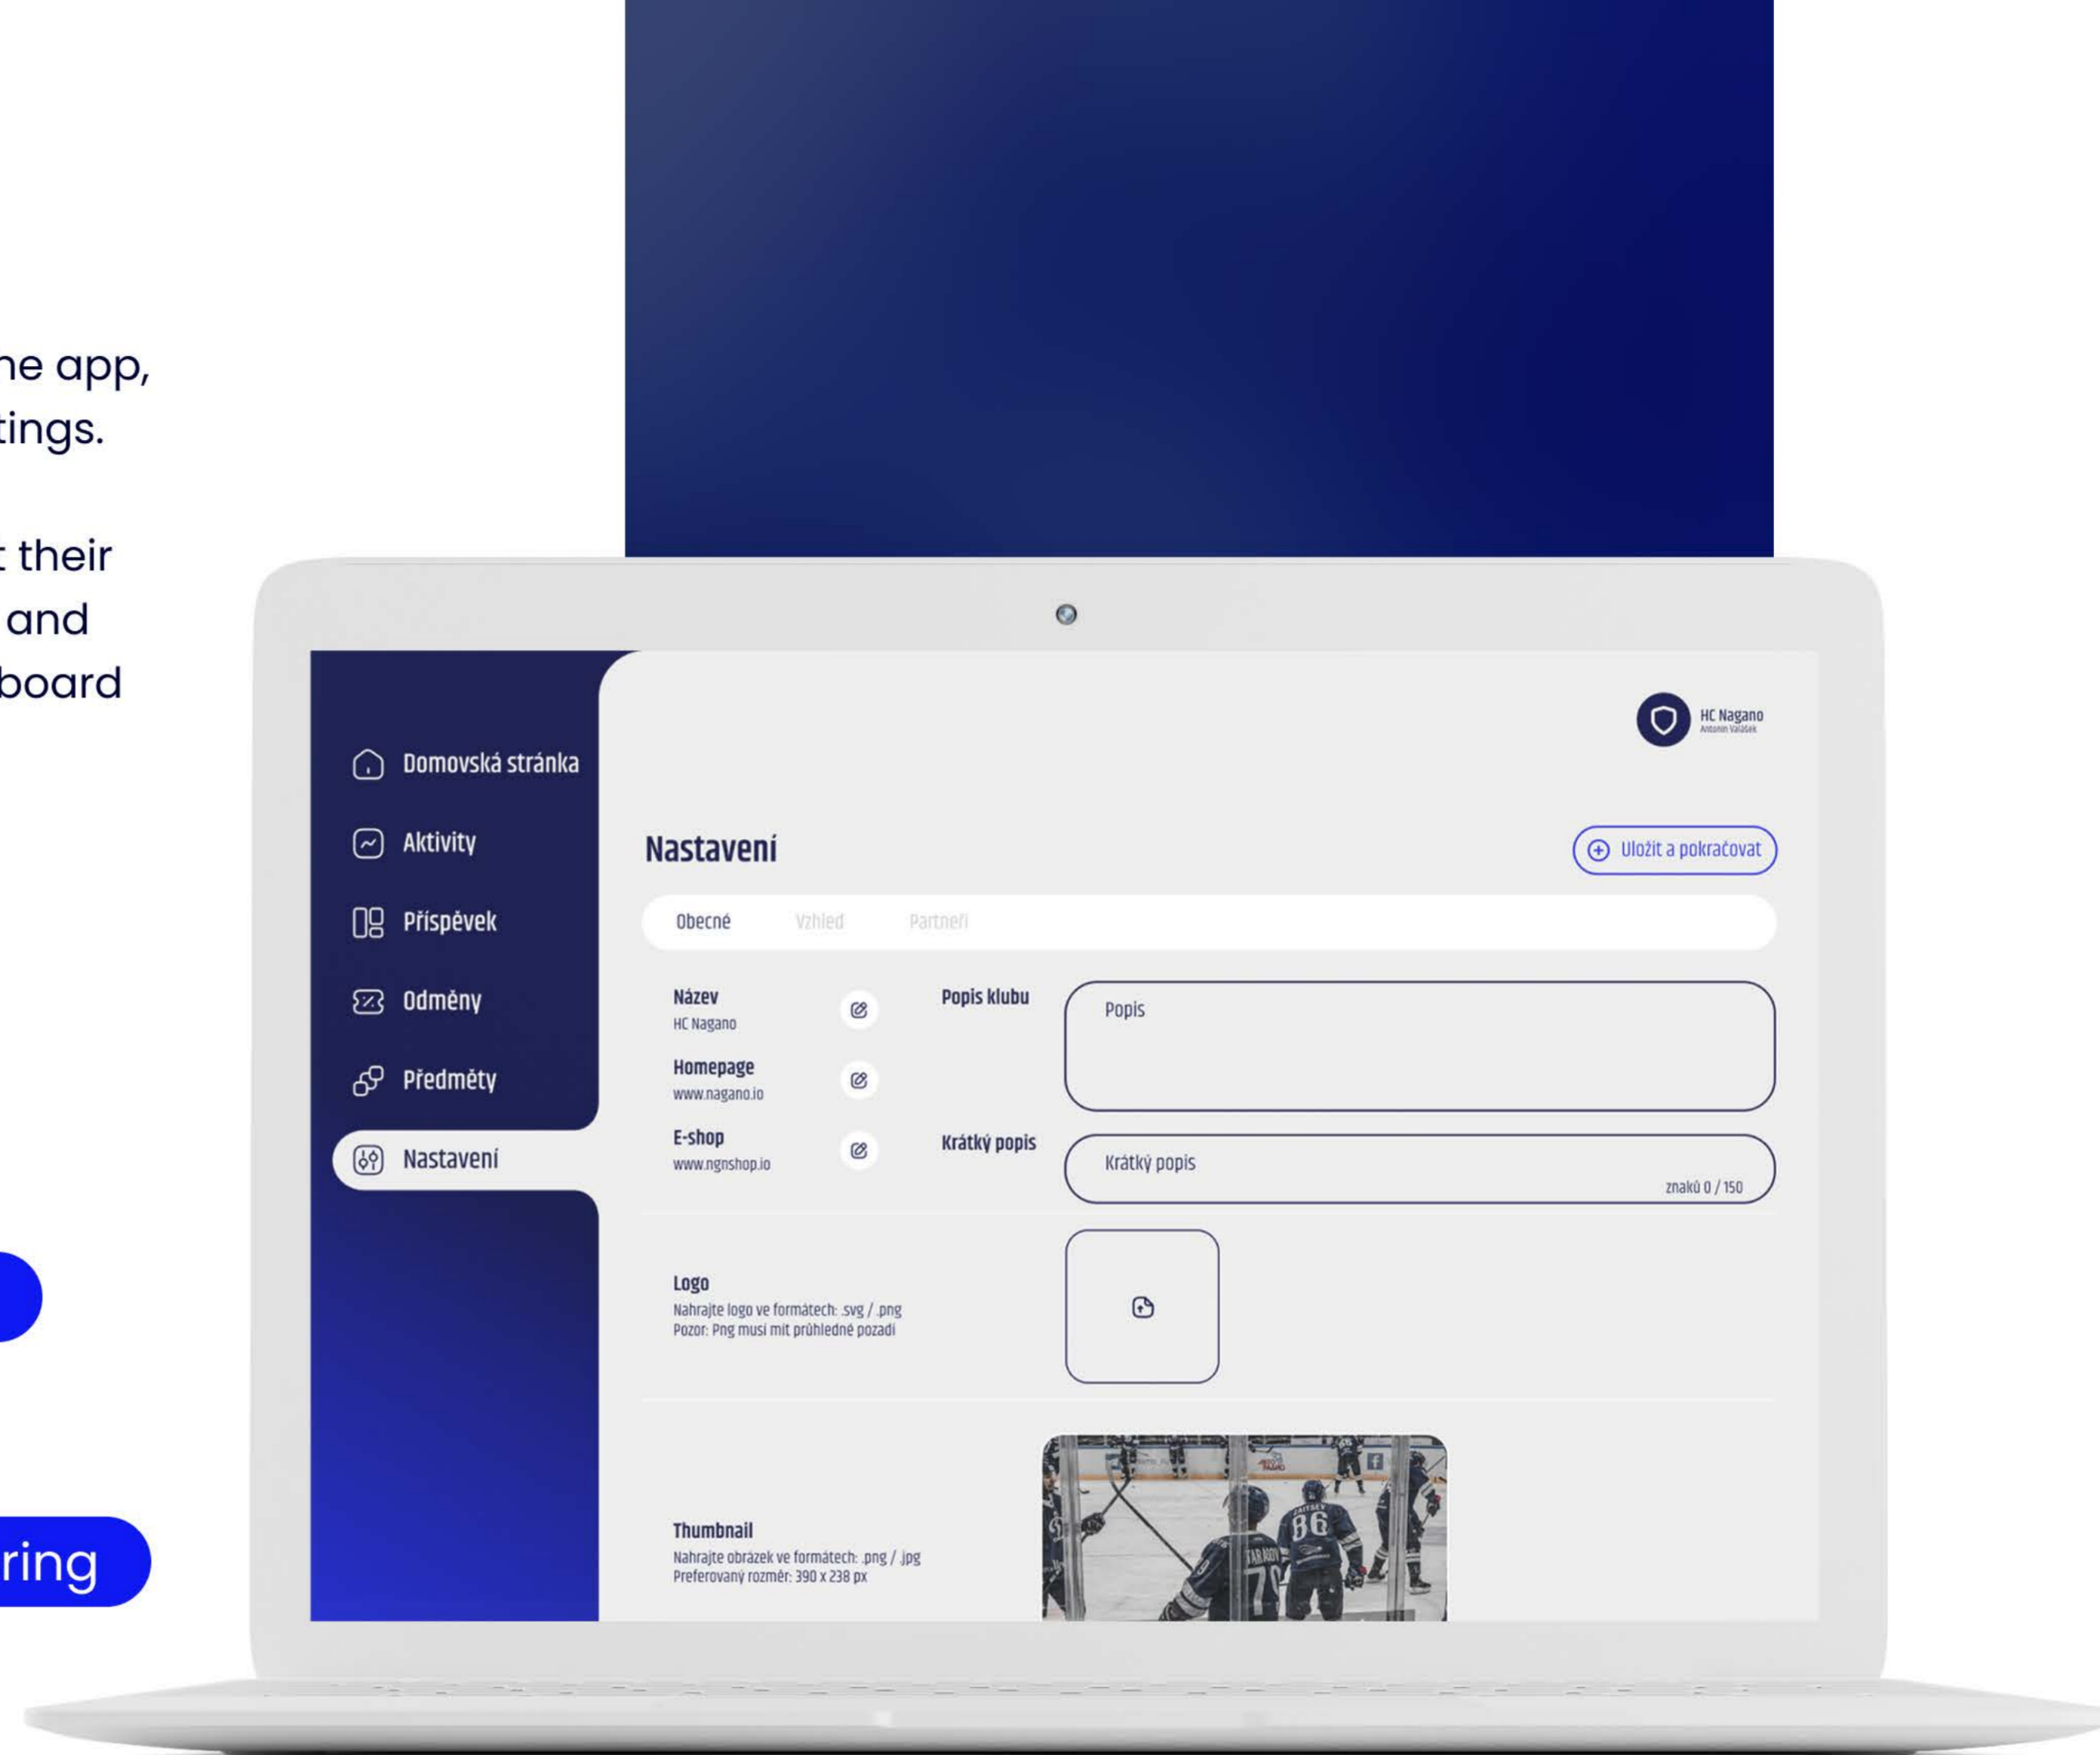 he app,
tings.
t their
and
board
ring
HC Nagano
Antonín Valášek
Domovská stránka
Aktivity
Příspěvek
Odměny
Předměty
Nastavení
Nastavení
Uložit a pokračovat
Obecné
Vzhled
Partneři
Název
HC Nagano
Homepage
www.nagano.io
E-shop
www.ngnshop.io
Popis klubu
Popis
Krátký popis
Krátký popis
znaků 0 / 150
Logo
Nahrajte logo ve formátech: .svg / .png
Pozor: Png musí mít průhledné pozadí
Thumbnail
Nahrajte obrázek ve formátech: .png / .jpg
Preferovaný rozměr: 390 x 238 px
86
79